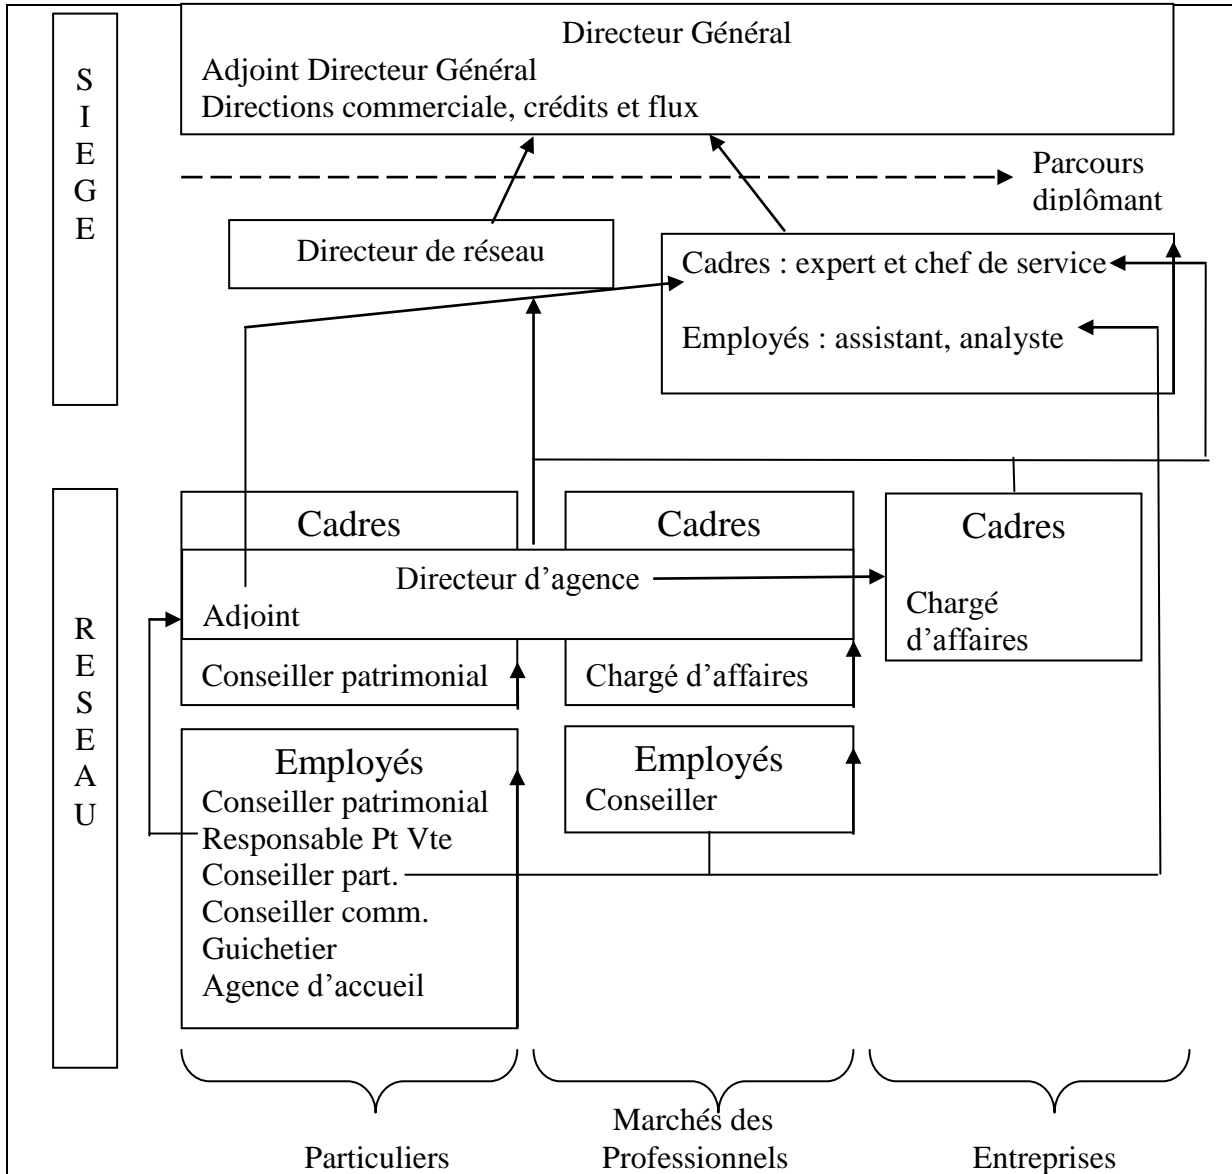 S
I
E
G
E
Directeur Général
Adjoint Directeur Général
Directions commerciale, crédits et flux
Parcours
diplômant
Directeur de réseau
Cadres : expert et chef de service
Employés : assistant, analyste
R
E
S
E
A
U
Cadres
Cadres
Cadres
Directeur d’agence
Adjoint
Chargé
d’affaires
Conseiller patrimonial
Chargé d’affaires
Employés
Conseiller patrimonial
Responsable Pt Vte
Conseiller part.
Conseiller comm.
Guichetier
Agence d’accueil
Employés
Conseiller
Particuliers
Marchés des
Professionnels
Entreprises